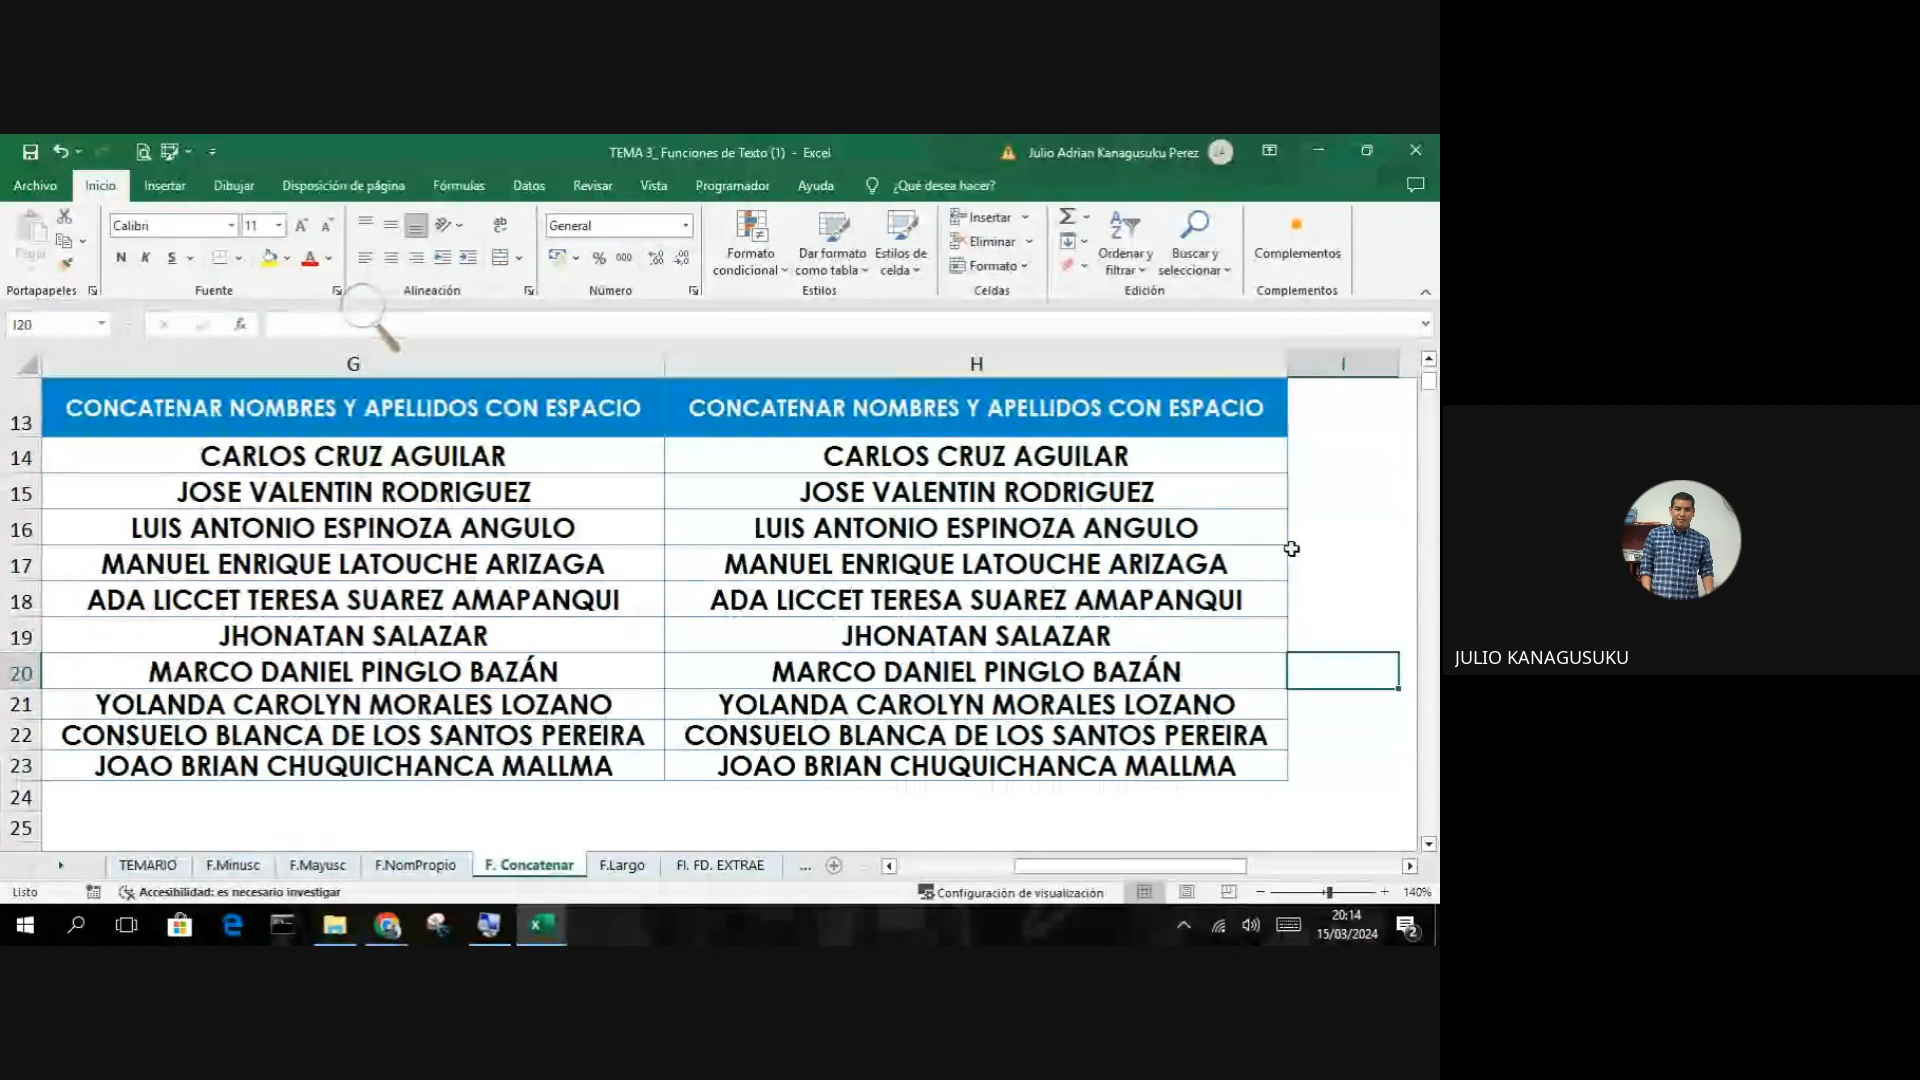 TEMA 3_ Funciones de Texto (1) - Excel
Julio Adrian Kanagusuku Perez
Archivo Inicio Insertar Dibujar Disposición de página Fórmulas Datos Revisar Vista Programador Ayuda ¿Qué desea hacer?
Pegar
Calibri 11
General
N K S
% 000
Formato condicional
Dar formato como tabla
Estilos de celda
Insertar
Eliminar
Formato
Ordenar y filtrar
Buscar y seleccionar
Complementos
Portapapeles Fuente Alineación Número Estilos Celdas Edición Complementos
I20 fx
G H I
13 CONCATENAR NOMBRES Y APELLIDOS CON ESPACIO CONCATENAR NOMBRES Y APELLIDOS CON ESPACIO
14 CARLOS CRUZ AGUILAR CARLOS CRUZ AGUILAR
15 JOSE VALENTIN RODRIGUEZ JOSE VALENTIN RODRIGUEZ
16 LUIS ANTONIO ESPINOZA ANGULO LUIS ANTONIO ESPINOZA ANGULO
17 MANUEL ENRIQUE LATOUCHE ARIZAGA MANUEL ENRIQUE LATOUCHE ARIZAGA
18 ADA LICCET TERESA SUAREZ AMAPANQUI ADA LICCET TERESA SUAREZ AMAPANQUI
19 JHONATAN SALAZAR JHONATAN SALAZAR
20 MARCO DANIEL PINGLO BAZÁN MARCO DANIEL PINGLO BAZÁN
21 YOLANDA CAROLYN MORALES LOZANO YOLANDA CAROLYN MORALES LOZANO
22 CONSUELO BLANCA DE LOS SANTOS PEREIRA CONSUELO BLANCA DE LOS SANTOS PEREIRA
23 JOAO BRIAN CHUQUICHANCA MALLMA JOAO BRIAN CHUQUICHANCA MALLMA
24
25
TEMARIO F.Minusc F.Mayusc F.NomPropio F. Concatenar F.Largo FI. FD. EXTRAE ...
Listo Accesibilidad: es necesario investigar Configuración de visualización 140%
20:14
15/03/2024
2
JULIO KANAGUSUKU